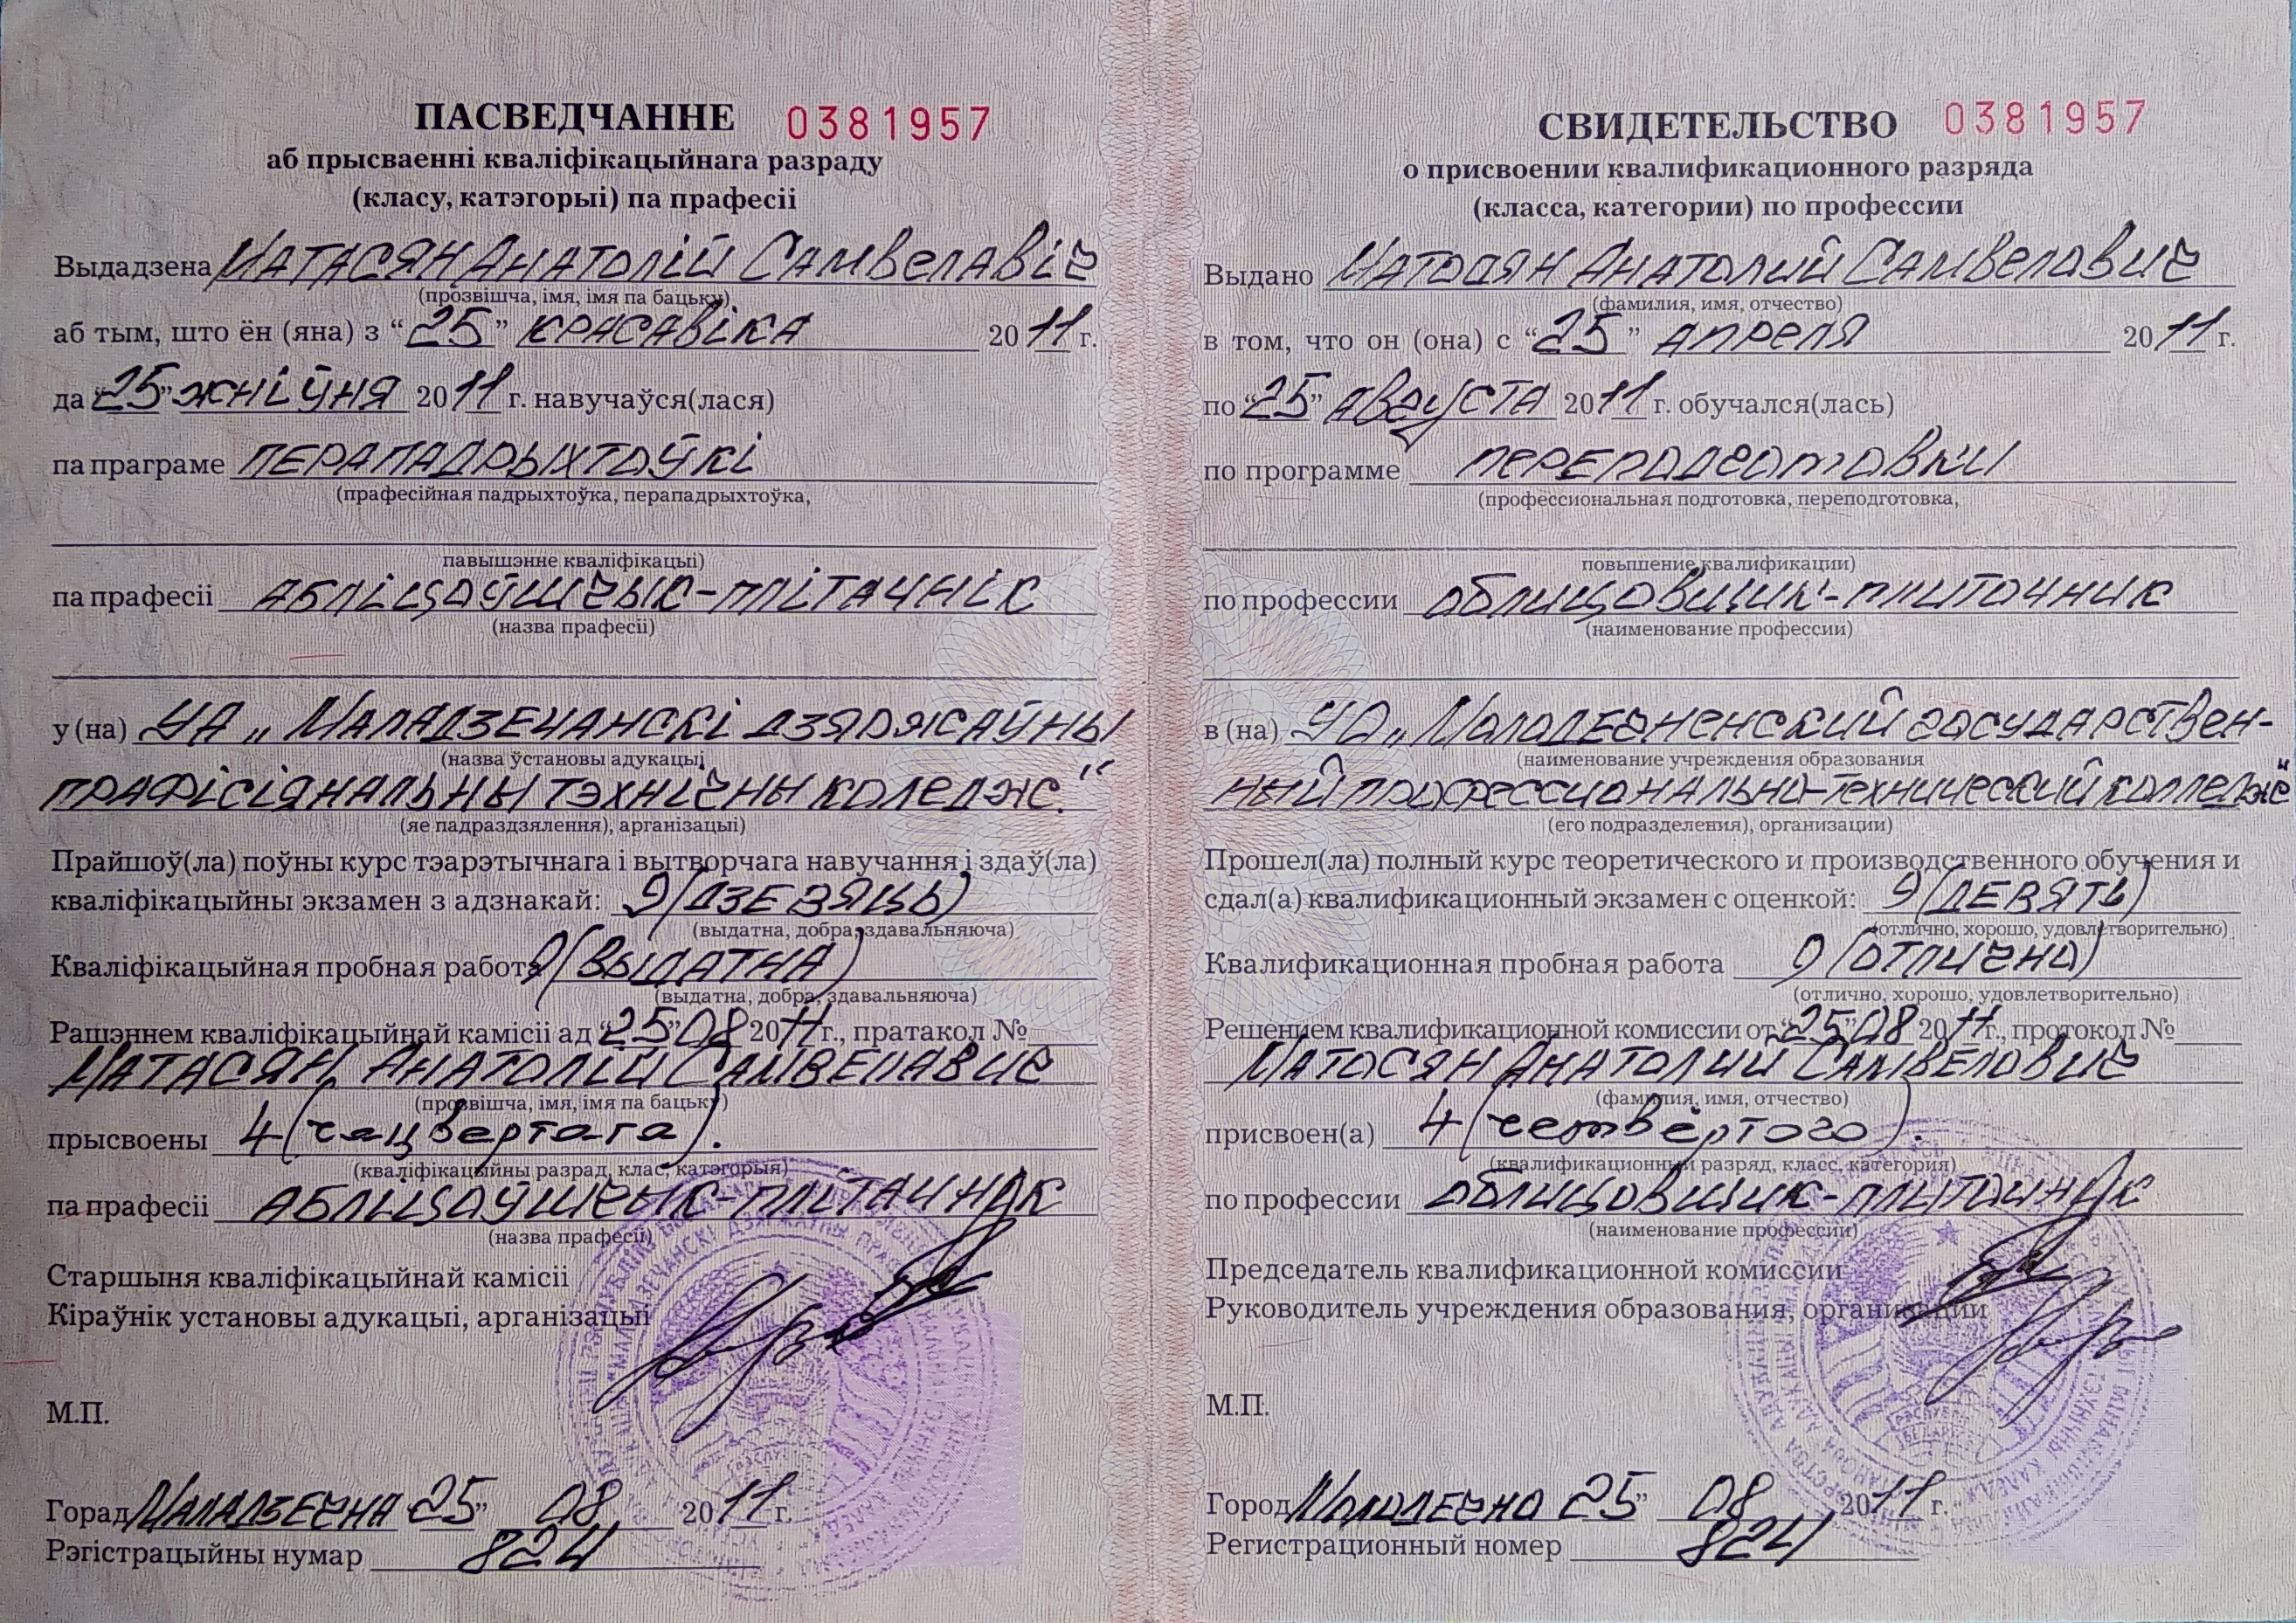 ПАСВЕДЧАННЕ 0381957
аб прысваенні кваліфікацыйнага разраду
(класу, катэгорыі) па прафесіі
Выдадзена Матасян Анатолій Самвелавіч
(прозвішча, імя, імя па бацьку)
аб тым, што ён (яна) з “25” красавіка 2011 г.
да “25” жніўня 2011 г. навучаўся(лася)
па праграме перападрыхтоўкі
(прафесійная падрыхтоўка, перападрыхтоўка,
павышэнне кваліфікацыі)
па прафесіі абліцоўшчык-плітачнік
(назва прафесіі)
у (на) УА „Маладзечанскі дзяржаўны
(назва ўстановы адукацыі
прафісіянальны тэхнічны коледж."
(яе падраздзялення), арганізацыі)
Прайшоў(ла) поўны курс тэарэтычнага і вытворчага навучання і здаў(ла)
кваліфікацыйны экзамен з адзнакай: 9 (дзевяць)
(выдатна, добра, здавальняюча)
Кваліфікацыйная пробная работа 9 (выдатна)
(выдатна, добра, здавальняюча)
Рашэннем кваліфікацыйнай камісіі ад “25” 08 2011 г., пратакол №
Матасян Анатолій Самвелавич
(прозвішча, імя, імя па бацьку)
прысвоены 4 (чацвёртага).
(кваліфікацыйны разрад, клас, катэгорыя)
па прафесіі абліцоўшчык-плітачнік
(назва прафесіі)
Старшыня кваліфікацыйнай камісіі
Кіраўнік установы адукацыі, арганізацыі
М.П.
Горад Маладзечна “25” 08 2011 г.
Рэгістрацыйны нумар 824
СВИДЕТЕЛЬСТВО 0381957
о присвоении квалификационного разряда
(класса, категории) по профессии
Выдано Матосян Анатолий Самвелович
(фамилия, имя, отчество)
в том, что он (она) с “25” апреля 2011 г.
по “25” августа 2011 г. обучался(лась)
по программе переподготовки
(профессиональная подготовка, переподготовка,
повышение квалификации)
по профессии облицовщик-плиточник
(наименование профессии)
в (на) УО „Молодечненский государствен-
(наименование учреждения образования
ный профессионально-технический колледж"
(его подразделения), организации)
Прошел(ла) полный курс теоретического и производственного обучения и
сдал(а) квалификационный экзамен с оценкой: 9 (девять)
(отлично, хорошо, удовлетворительно)
Квалификационная пробная работа 9 (отлично)
(отлично, хорошо, удовлетворительно)
Решением квалификационной комиссии от “25” 08 2011 г., протокол №
Матосян Анатолий Самвелович
(фамилия, имя, отчество)
присвоен(а) 4 (четвёртого).
(квалификационный разряд, класс, категория)
по профессии облицовщик-плиточник
(наименование профессии)
Председатель квалификационной комиссии
Руководитель учреждения образования, организации
М.П.
Город Молодечно “25” 08 2011 г.
Регистрационный номер 824